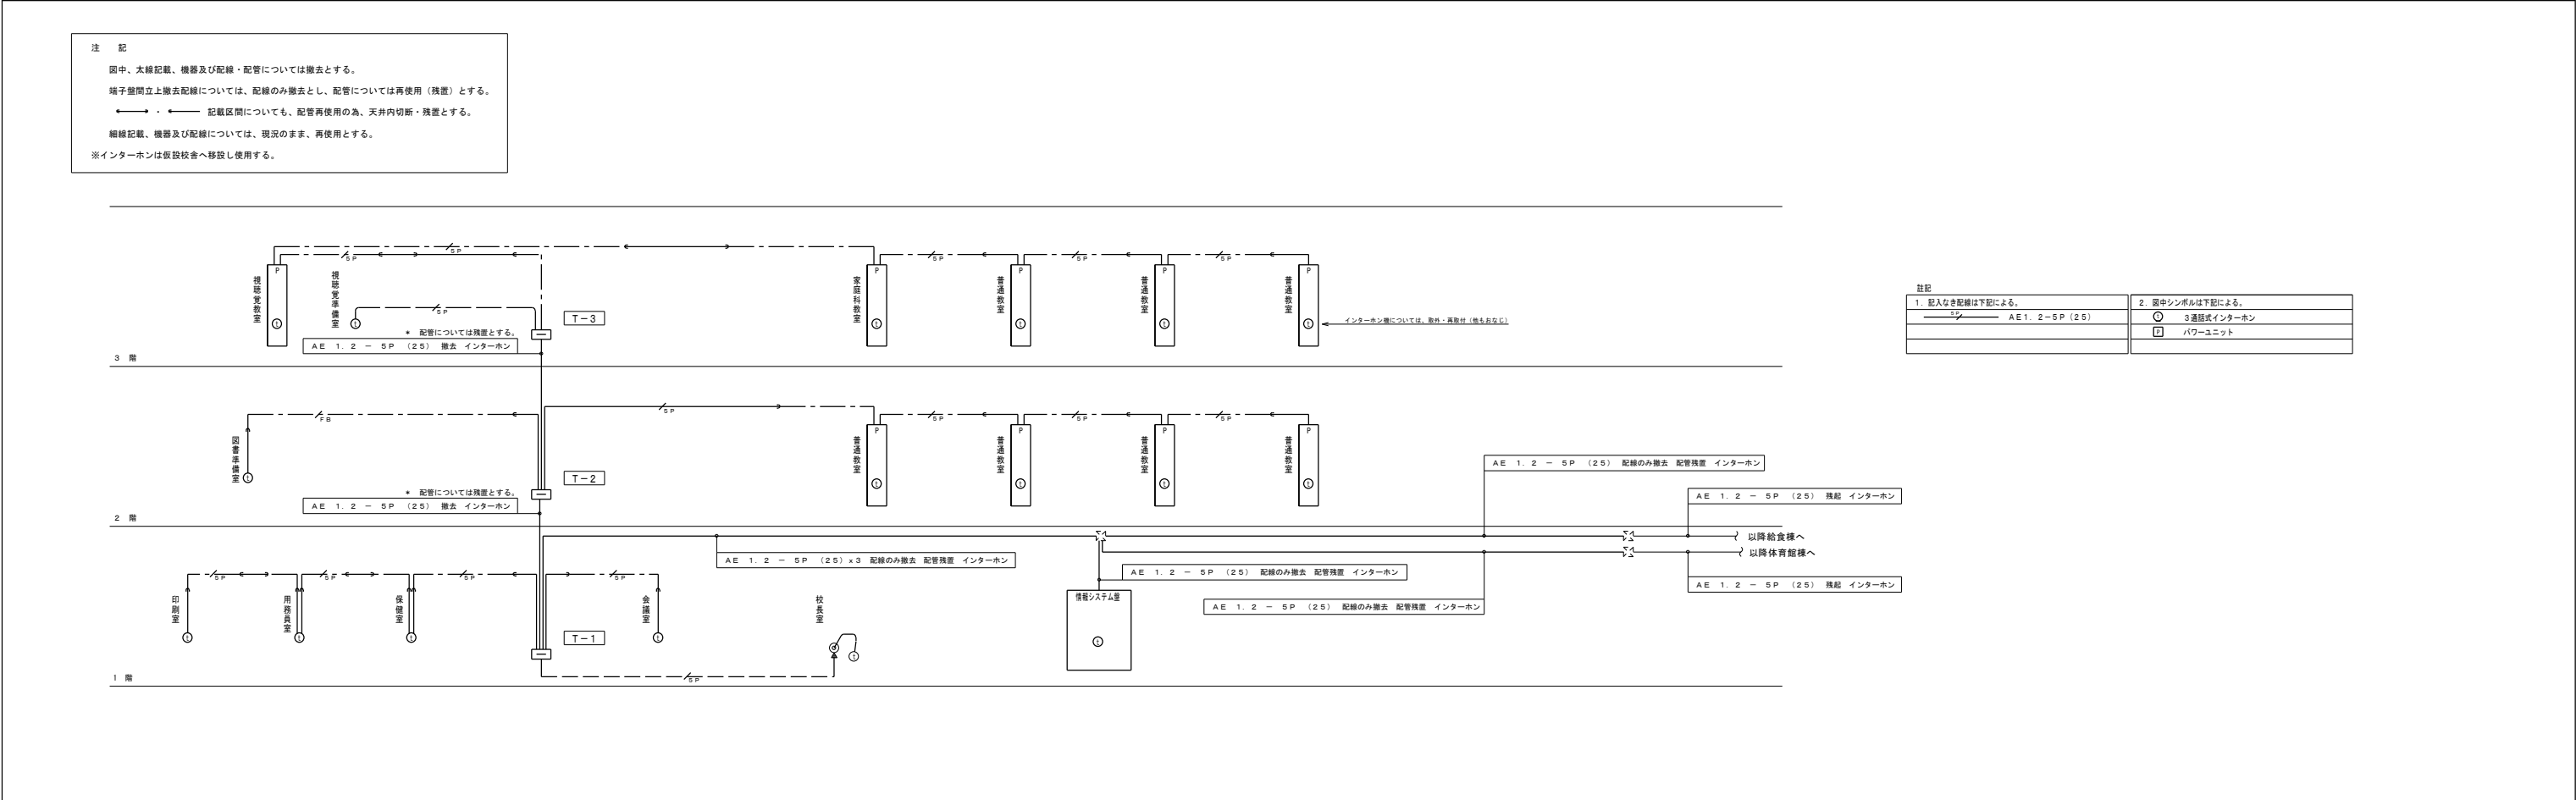 注　記
図中、太線記載、機器及び配線・配管については撤去とする。
端子盤間立上撤去配線については、配線のみ撤去とし、配管については再使用（残置）とする。
・　記載区間についても、配管再使用の為、天井内切断・残置とする。
細線記載、機器及び配線については、現況のまま、再使用とする。
※インターホンは仮設校舎へ移設し使用する。
5P
5P
P
視聴覚教室
t
視聴覚準備室
t
5P
T－3
＊　配管については残置とする。
AE　1．2　－　5P　（25）　撤去　インターホン
家庭科教室
P
t
5P
普通教室
P
t
5P
普通教室
P
t
5P
普通教室
P
t
インターホン機については、取外・再取付（他もおなじ）
3　階
註記
1．記入なき配線は下記による。
5P　AE1．2－5P（25）
2．図中シンボルは下記による。
t　3通話式インターホン
P　パワーユニット
FB
図書準備室
t
5P
T－2
＊　配管については残置とする。
AE　1．2　－　5P　（25）　撤去　インターホン
普通教室
P
t
5P
普通教室
P
t
5P
普通教室
P
t
5P
普通教室
P
t
2　階
AE　1．2　－　5P　（25）　配線のみ撤去　配管残置　インターホン
AE　1．2　－　5P　（25）　残起　インターホン
以降給食棟へ
以降体育館棟へ
AE　1．2　－　5P　（25）x3　配線のみ撤去　配管残置　インターホン
AE　1．2　－　5P　（25）　配線のみ撤去　配管残置　インターホン
AE　1．2　－　5P　（25）　残起　インターホン
AE　1．2　－　5P　（25）　配線のみ撤去　配管残置　インターホン
5P
5P
5P
5P
印刷室
t
用務員室
t
保健室
t
T－1
会議室
t
校長室
t
情報システム盤
t
5P
1　階